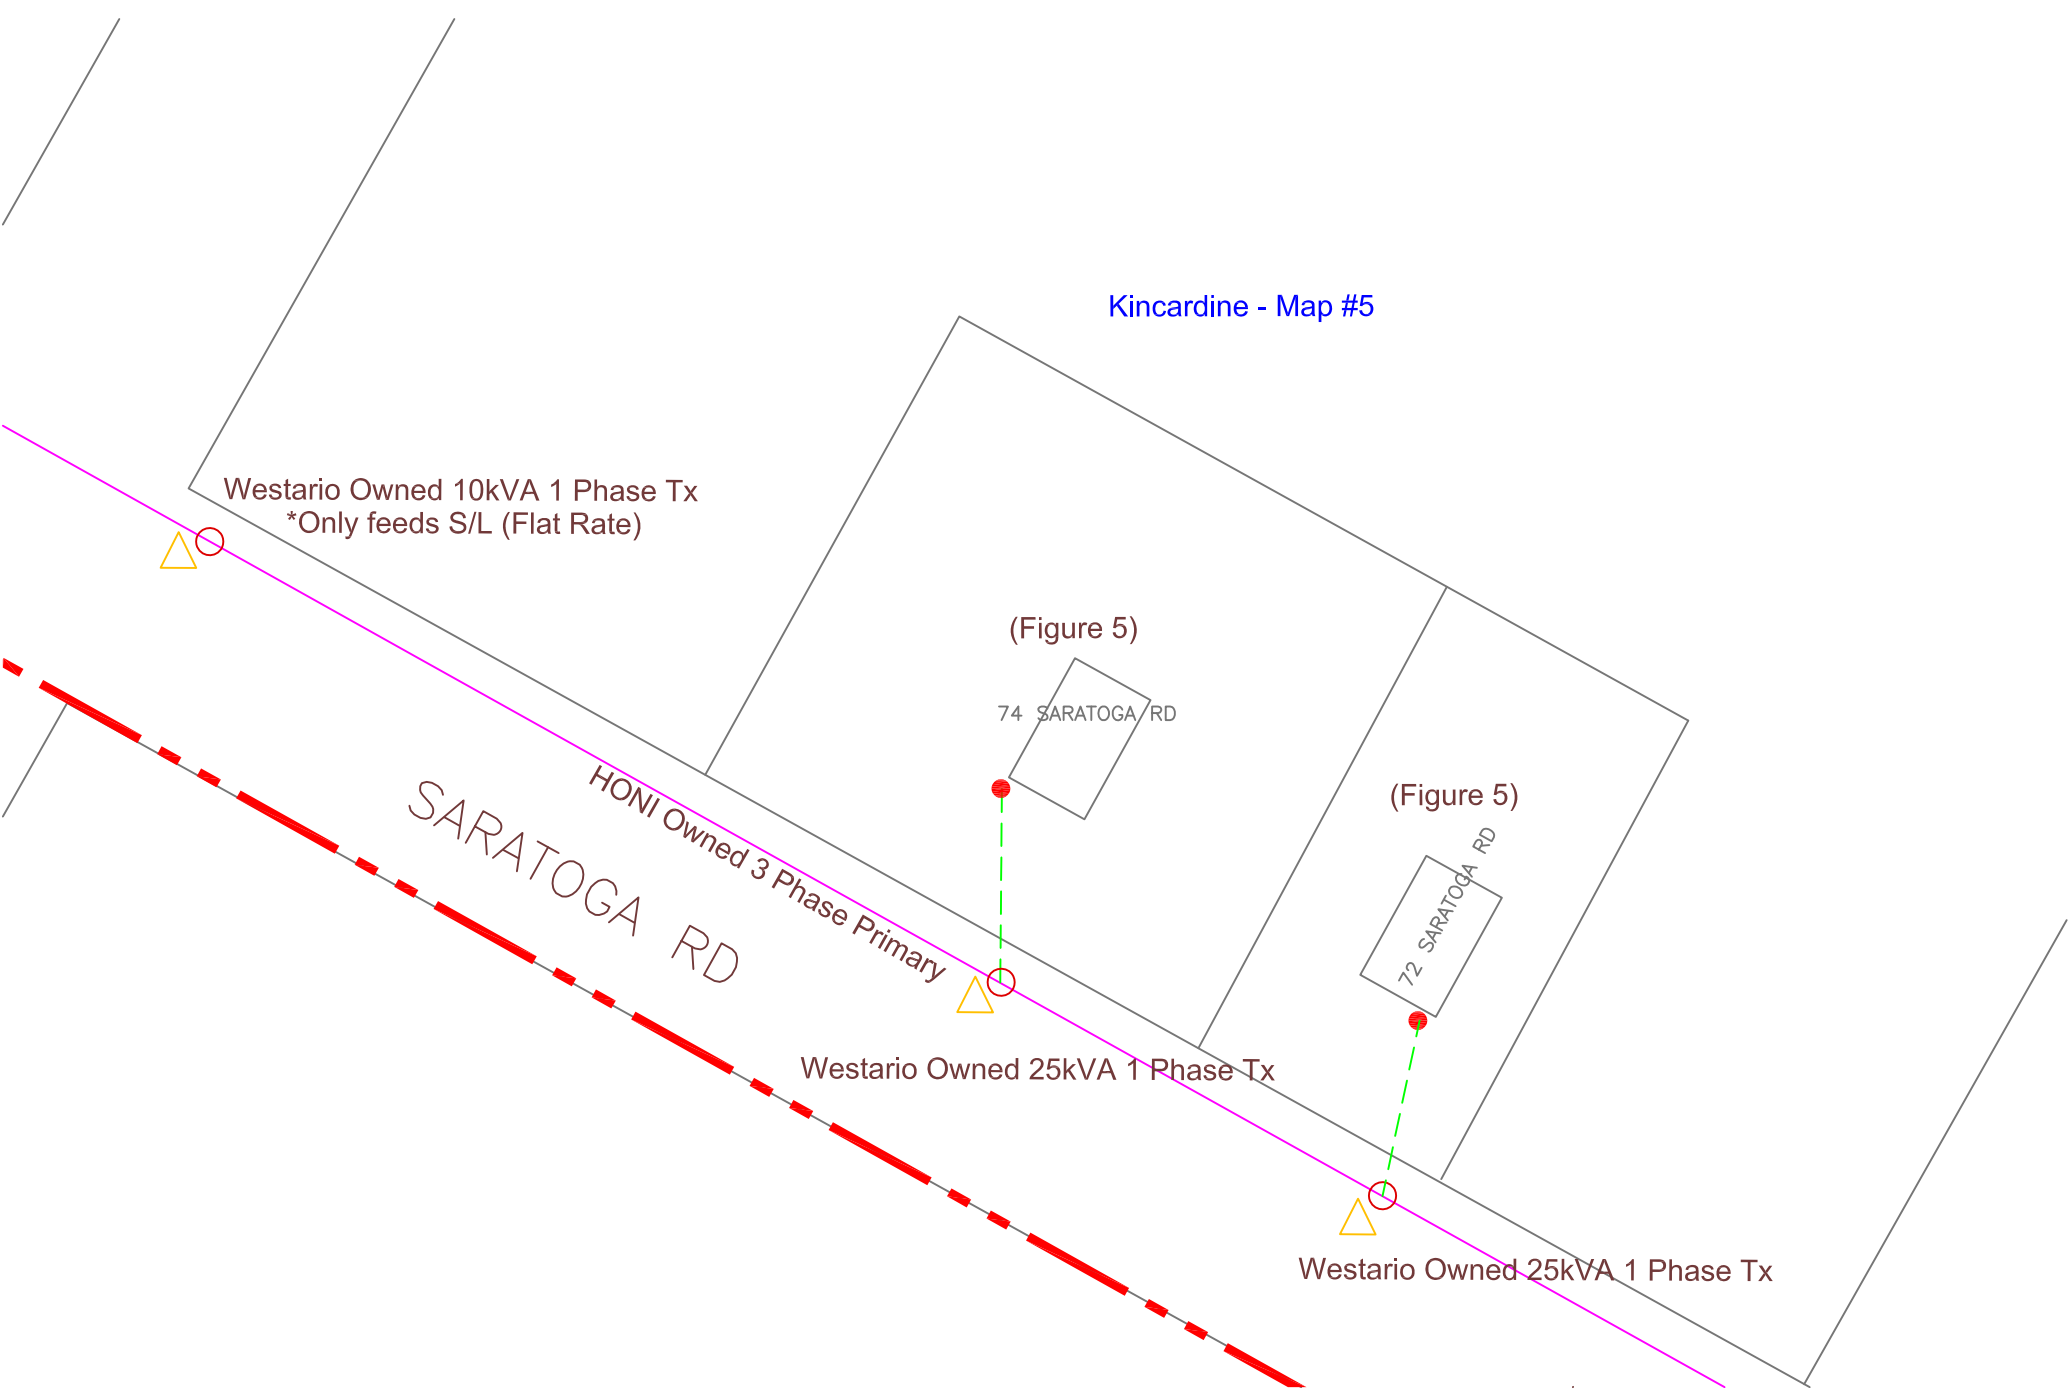 Kincardine - Map #5
Westario Owned 10kVA 1 Phase Tx
*Only feeds S/L (Flat Rate)
(Figure 5)
74 SARATOGA RD
HONI Owned 3 Phase Primary
SARATOGA RD
(Figure 5)
72 SARATOGA RD
Westario Owned 25kVA 1 Phase Tx
Westario Owned 25kVA 1 Phase Tx